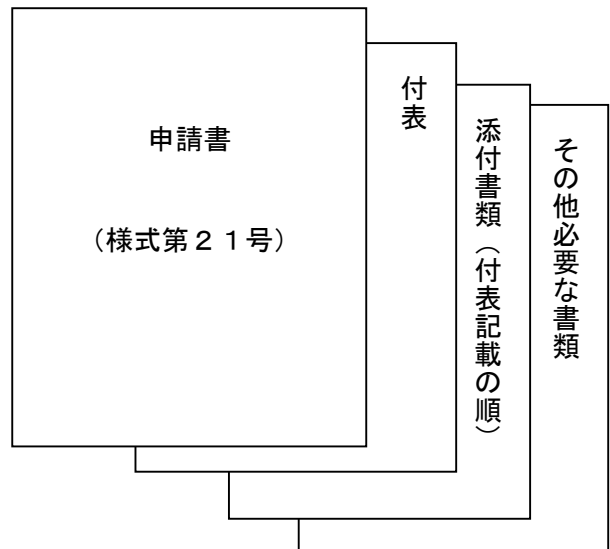 申請書
（様式第２１号）
付表
添付書類（付表記載の順）
その他必要な書類